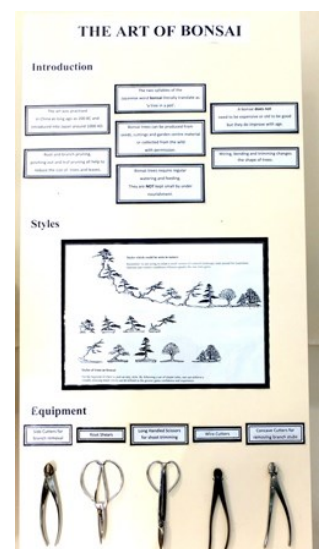 THE ART OF BONSAI
Introduction
The two syllables of the
Japanese word bonsai literally translate as
a tree in a pot
The art was practised
in China as long ago as 200 BC and
introduced into Japan around 1000 AD
A bonsai does not
need to be expensive or old to be good
but they do improve with age
Bonsai trees can be produced from
seeds, cuttings and garden centre material
or collected from the wild
with permission
Root and branch pruning
pinching out and leaf pruning all help to
reduce the size of trees and leaves
Wiring, bending and trimming changes
the shape of trees.
Bonsai trees require regular
watering and feeding
They are NOT kept small by under
nourishment
Styles
Equipment
Side Cutters for
branch removal
Root Shears
Long Handled Scissors
for shoot trimming
Wire Cutters
Concave Cutters for
removing branch stubs